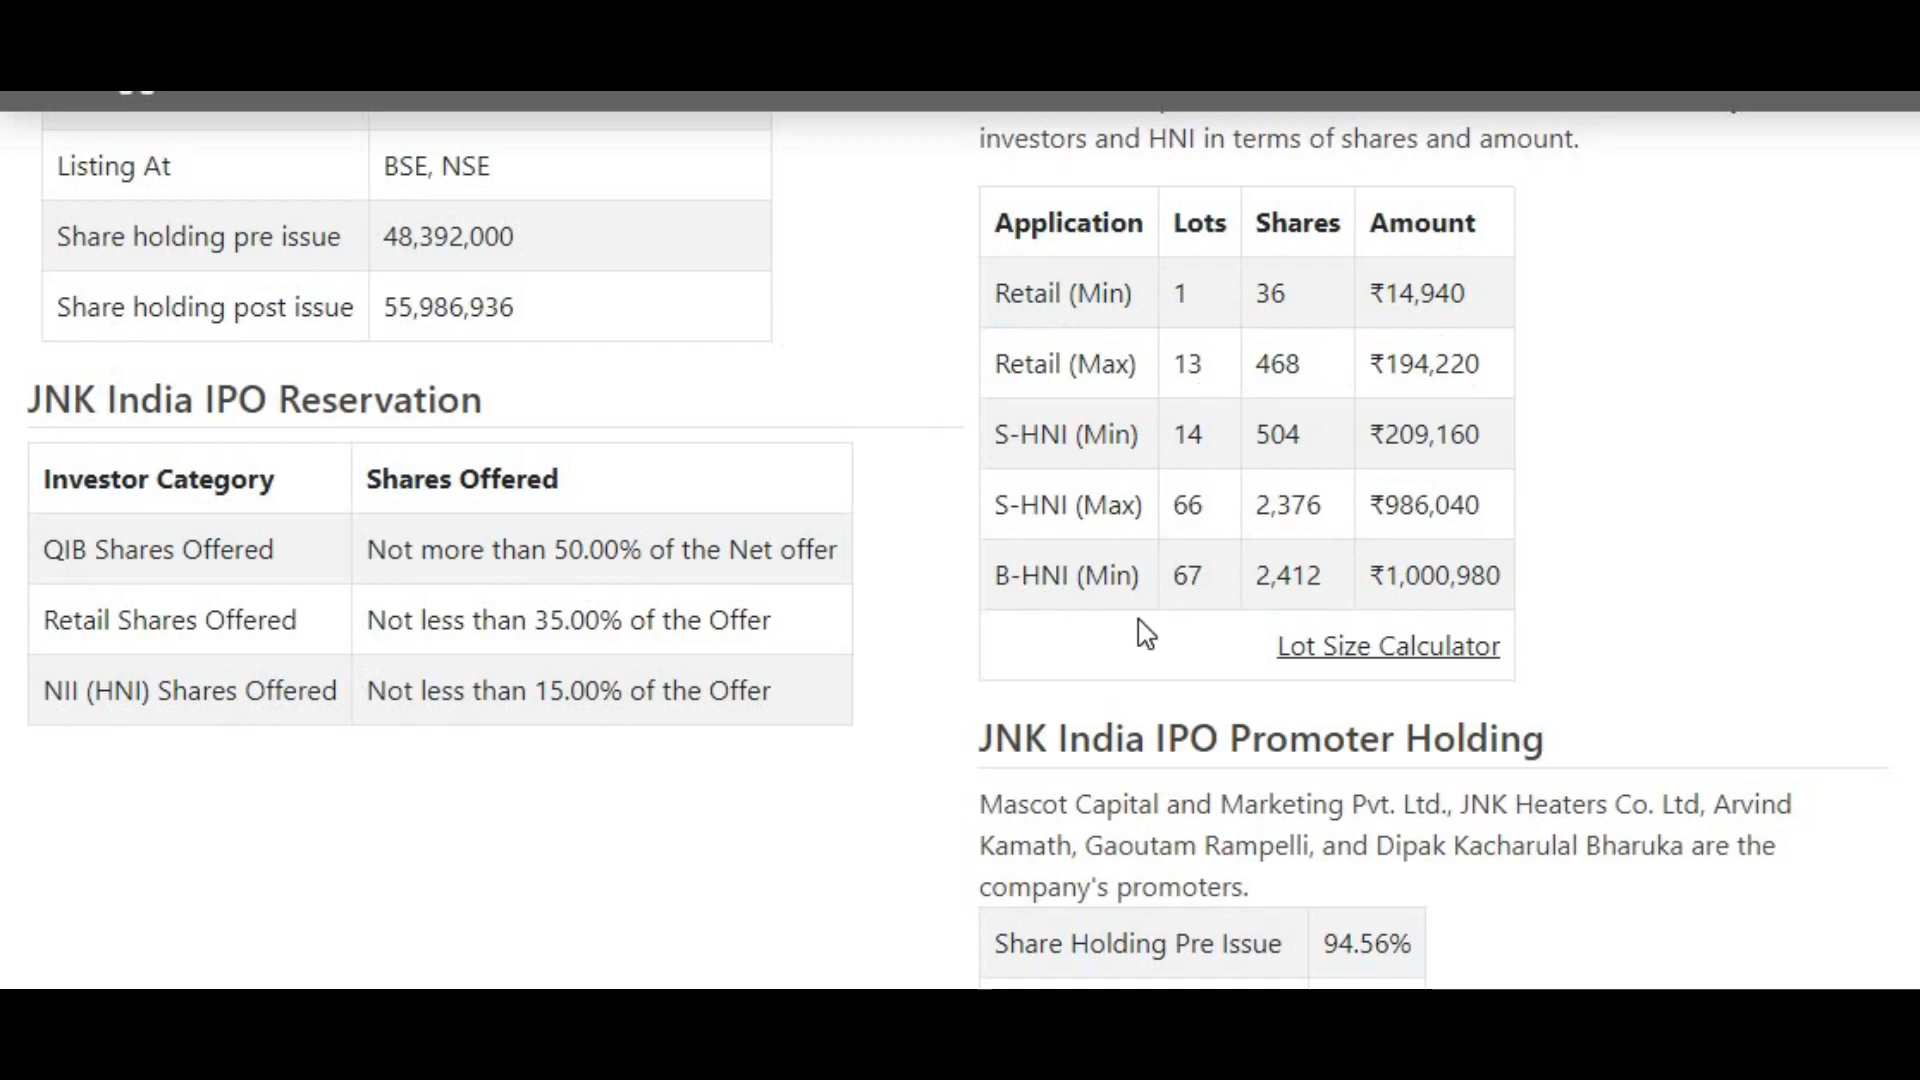 Listing At BSE, NSE
Share holding pre issue 48,392,000
Share holding post issue 55,986,936
JNK India IPO Reservation
Investor Category Shares Offered
QIB Shares Offered Not more than 50.00% of the Net offer
Retail Shares Offered Not less than 35.00% of the Offer
NII (HNI) Shares Offered Not less than 15.00% of the Offer
investors and HNI in terms of shares and amount.
Application Lots Shares Amount
Retail (Min) 1 36 ₹14,940
Retail (Max) 13 468 ₹194,220
S-HNI (Min) 14 504 ₹209,160
S-HNI (Max) 66 2,376 ₹986,040
B-HNI (Min) 67 2,412 ₹1,000,980
Lot Size Calculator
JNK India IPO Promoter Holding
Mascot Capital and Marketing Pvt. Ltd., JNK Heaters Co. Ltd, Arvind
Kamath, Gaoutam Rampelli, and Dipak Kacharulal Bharuka are the
company's promoters.
Share Holding Pre Issue 94.56%